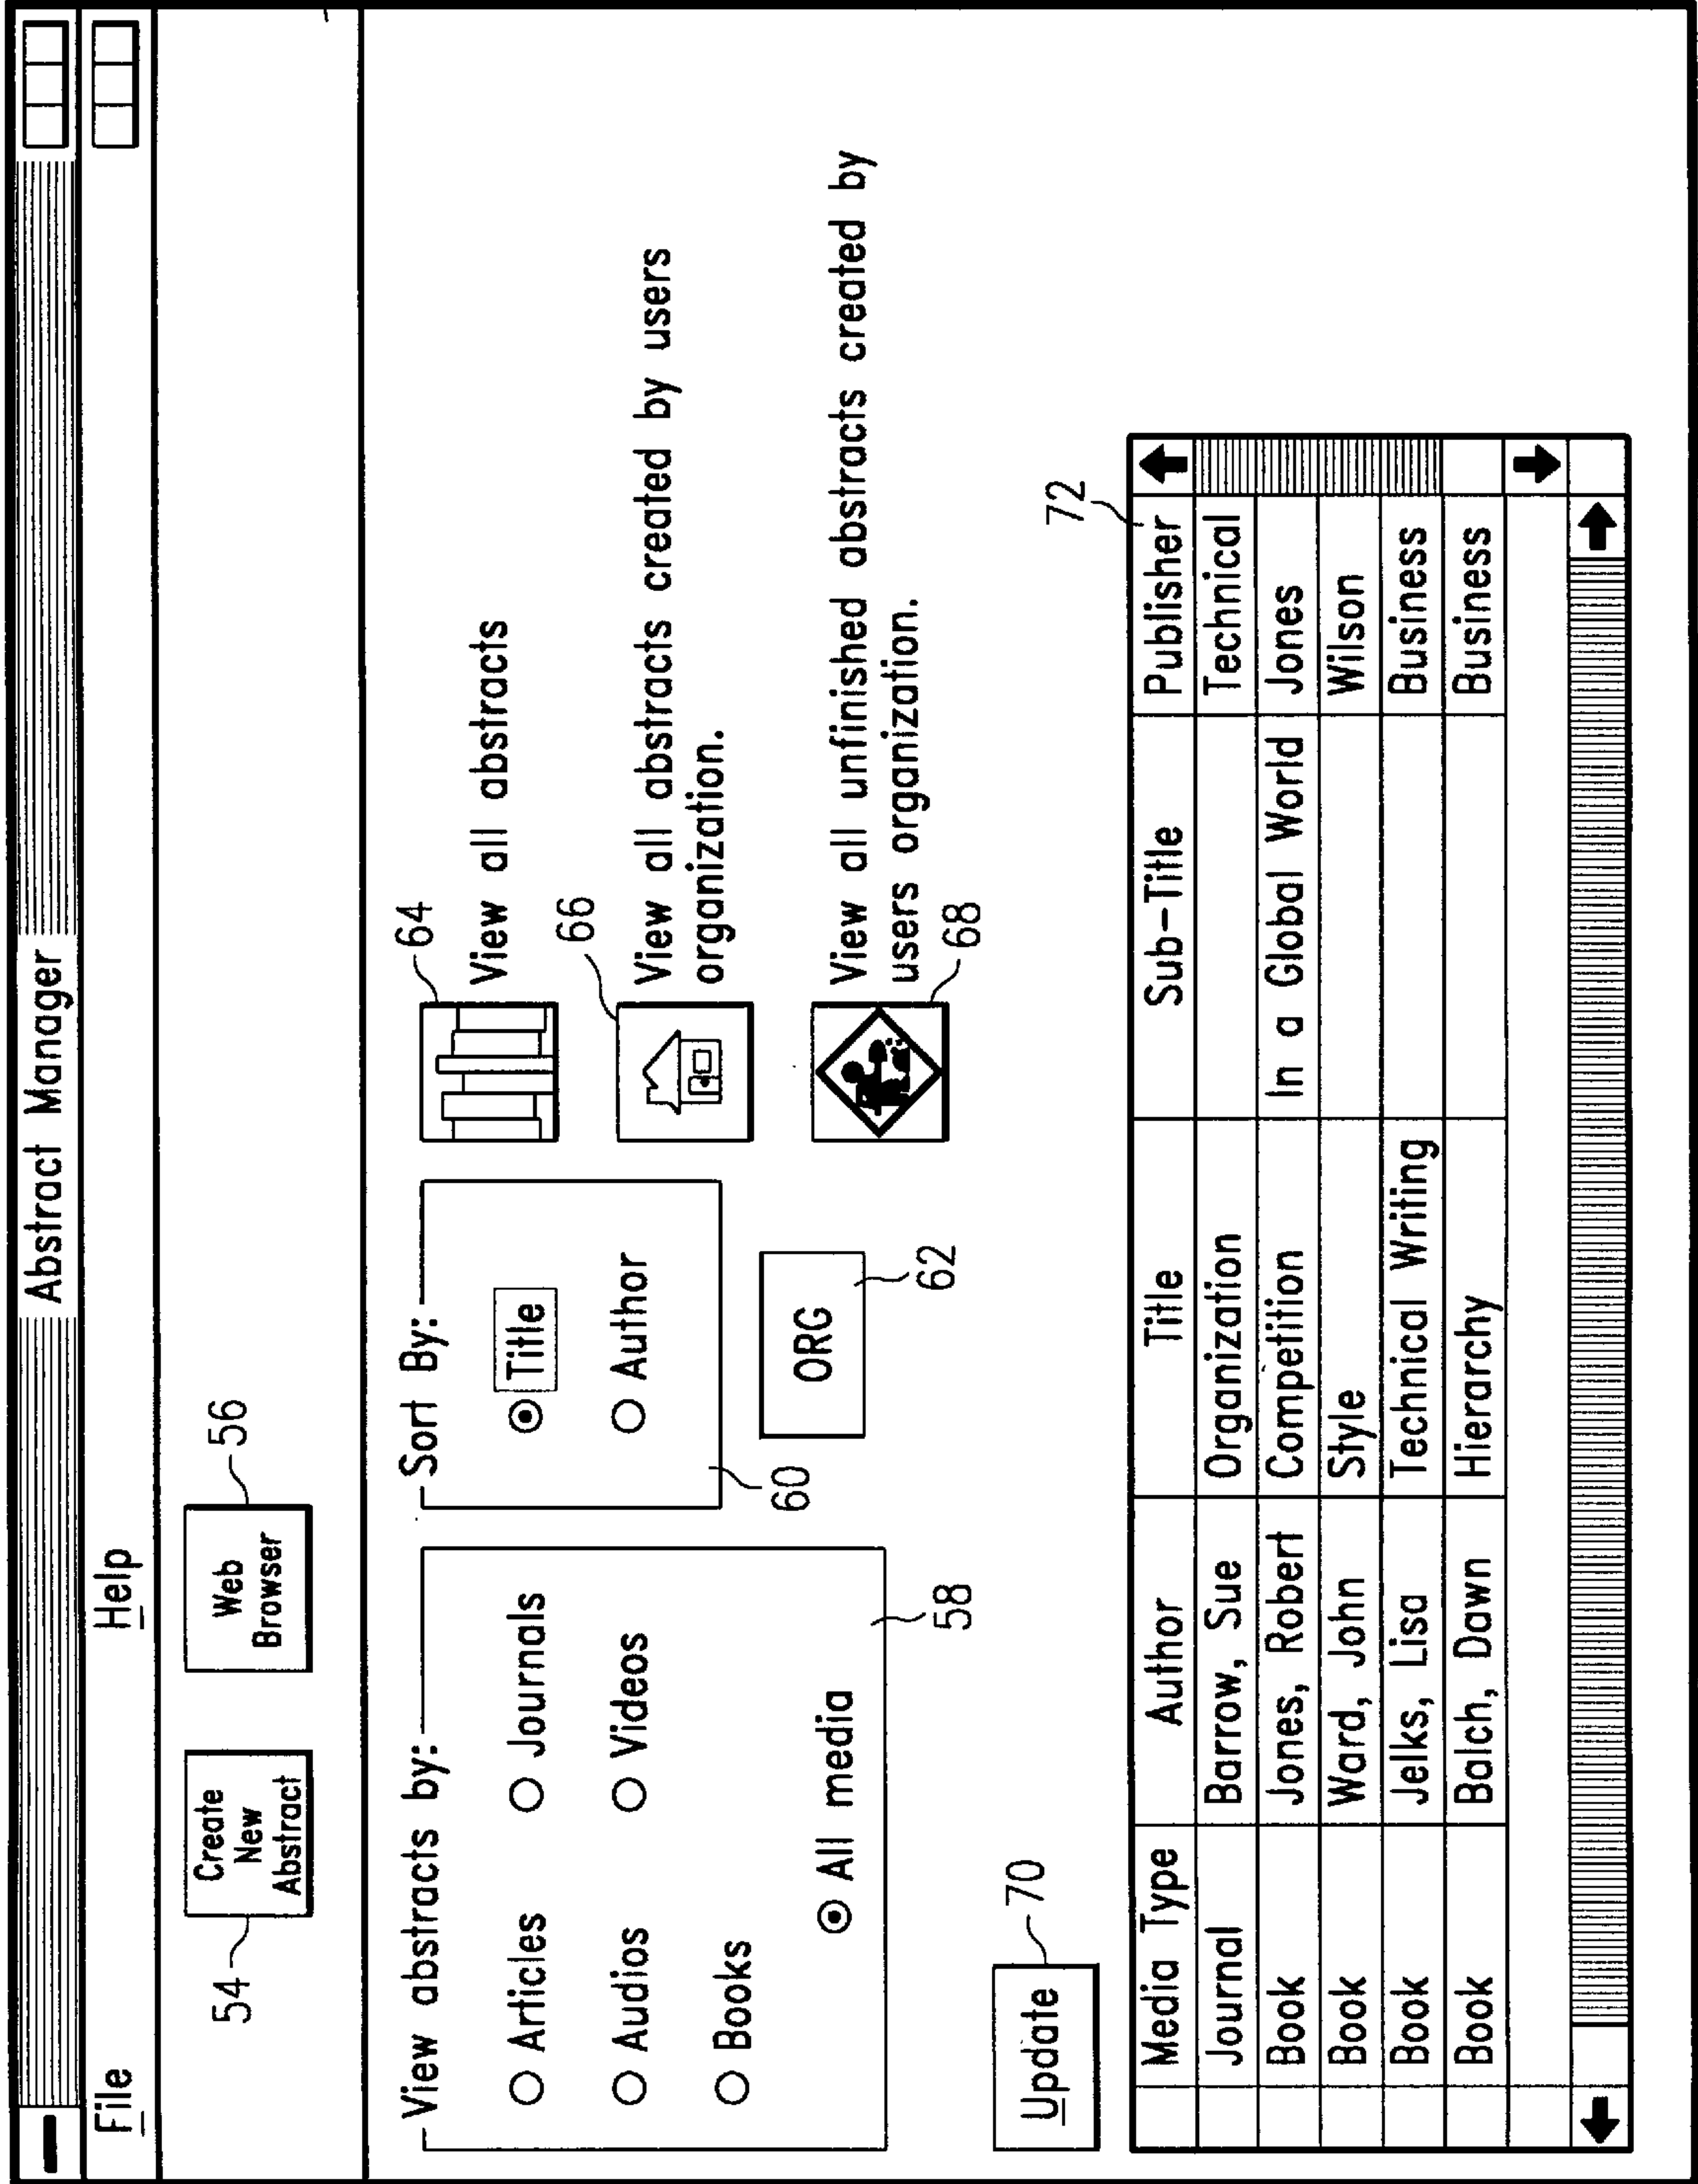 Abstract Manager
File Help
54 Create New Abstract
Web Browser 56
View abstracts by:
Articles Journals
Audios Videos
Books
All media
58
Sort By:
Title
Author
60
ORG
62
64
View all abstracts
66
View all abstracts created by users
organization.
View all unfinished abstracts created by
users organization.
68
Update 70
72
Media Type Author Title Sub-Title Publisher
Journal Barrow, Sue Organization Technical
Book Jones, Robert Competition In a Global World Jones
Book Ward, John Style Wilson
Book Jelks, Lisa Technical Writing Business
Book Balch, Dawn Hierarchy Business